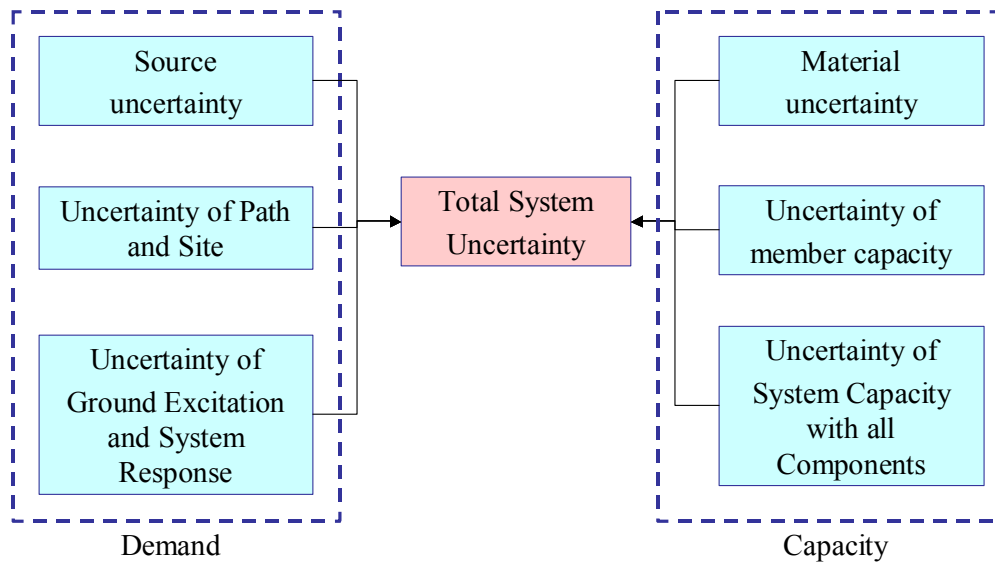 Source
uncertainty
Uncertainty of Path
and Site
Uncertainty of
Ground Excitation
and System
Response
Demand
Total System
Uncertainty
Material
uncertainty
Uncertainty of
member capacity
Uncertainty of
System Capacity
with all
Components
Capacity